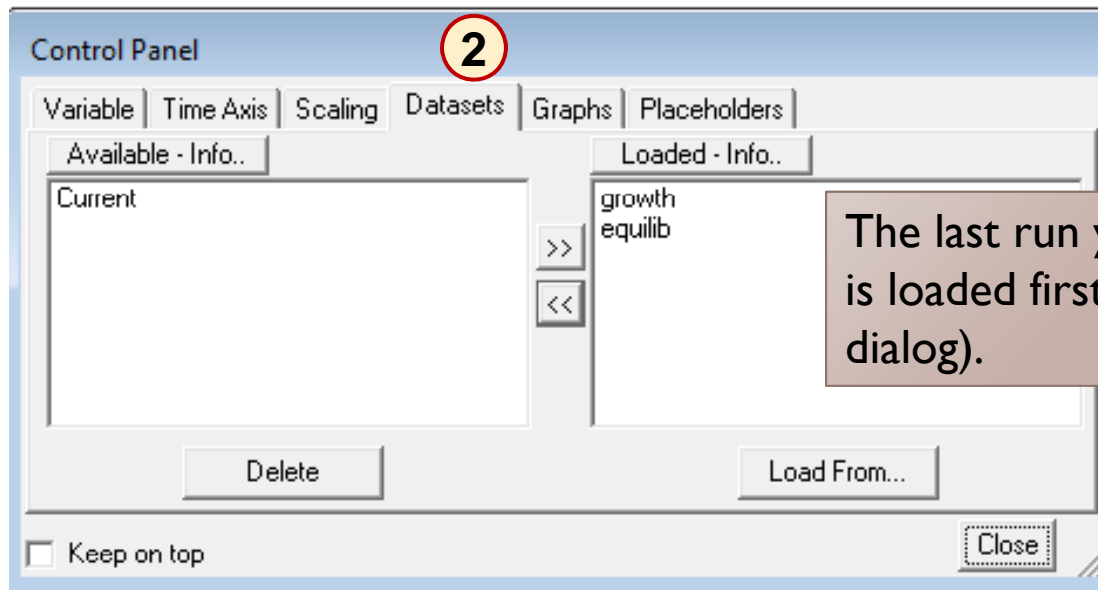 Control Panel
2
Variable Time Axis Scaling Datasets Graphs Placeholders
Available - Info.. Loaded - Info..
Current
growth
equilib
>>
<<
The last run
is loaded first
dialog).
Delete Load From...
Keep on top Close